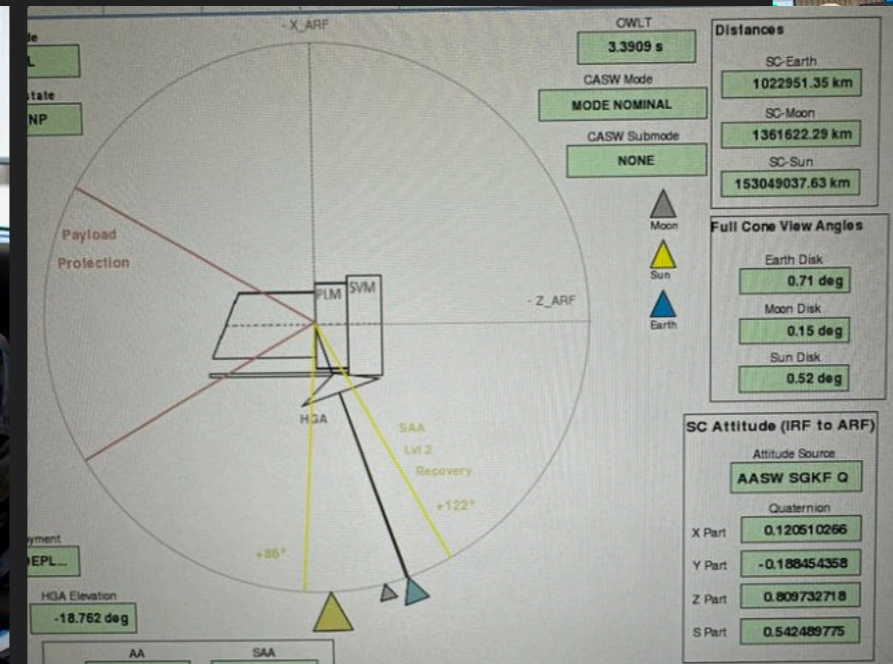 - X_ARF
OWLT
3.3909 s
CASW Mode
MODE NOMINAL
CASW Submode
NONE
Distances
SC-Earth
1022951.35 km
SC-Moon
1361622.29 km
SC-Sun
153049037.63 km
de
L
state
NP
Payload
Protection
PLM
SVM
- Z_ARF
Moon
Sun
Earth
Full Cone View Angles
Earth Disk
0.71 deg
Moon Disk
0.15 deg
Sun Disk
0.52 deg
HGA
SAA
Lvl 2
Recovery
+122°
+86°
SC Attitude (IRF to ARF)
Attitude Source
AASW SGKF Q
Quaternion
X Part
0.120510266
Y Part
-0.188454358
Z Part
0.809732718
S Part
0.542489775
yment
EPL...
HGA Elevation
-18.762 deg
AA
SAA